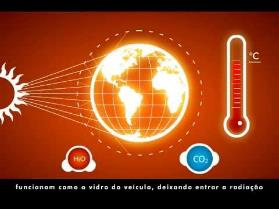 °C
H₂O
CO₂
funcionam como o vidro do veículo, deixando entrar a radiação